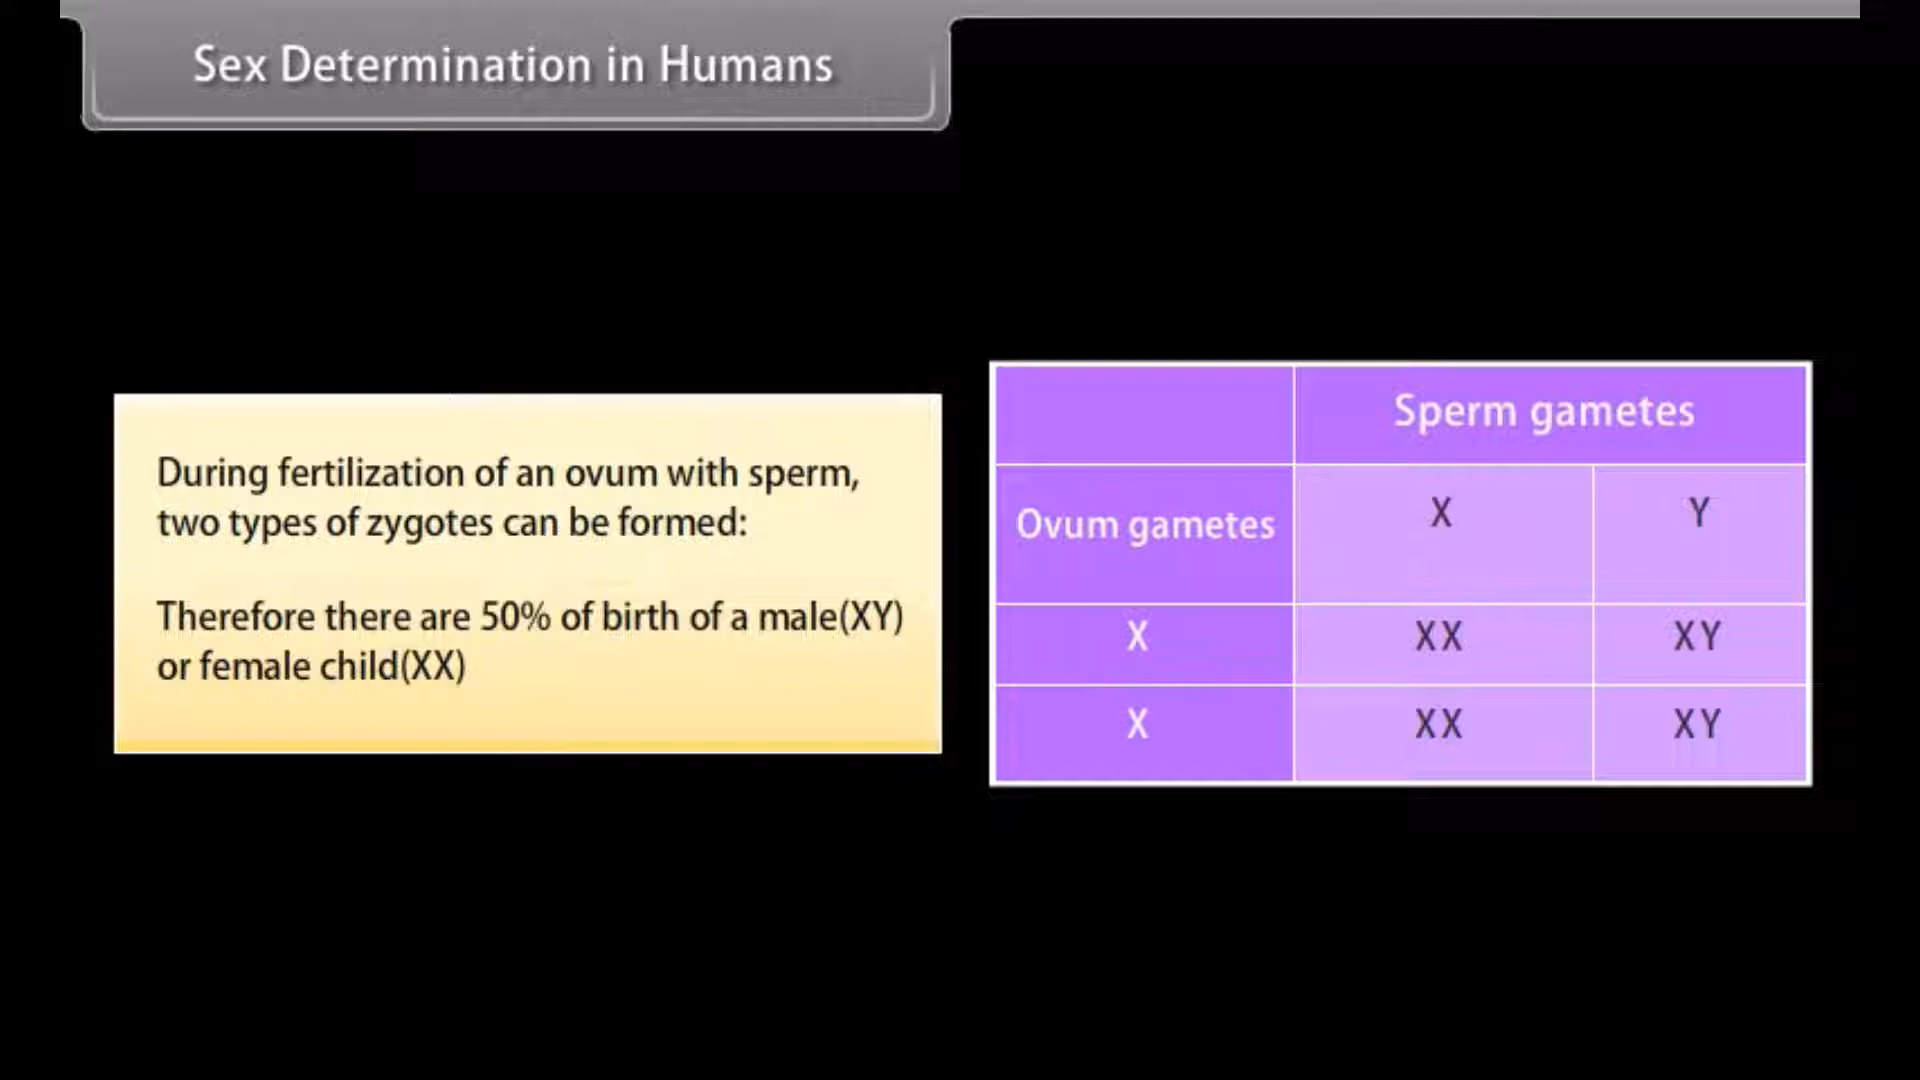 Sex Determination in Humans
During fertilization of an ovum with sperm,
two types of zygotes can be formed:
Therefore there are 50% of birth of a male(XY)
or female child(XX)
Sperm gametes
Ovum gametes X Y
X XX XY
X XX XY